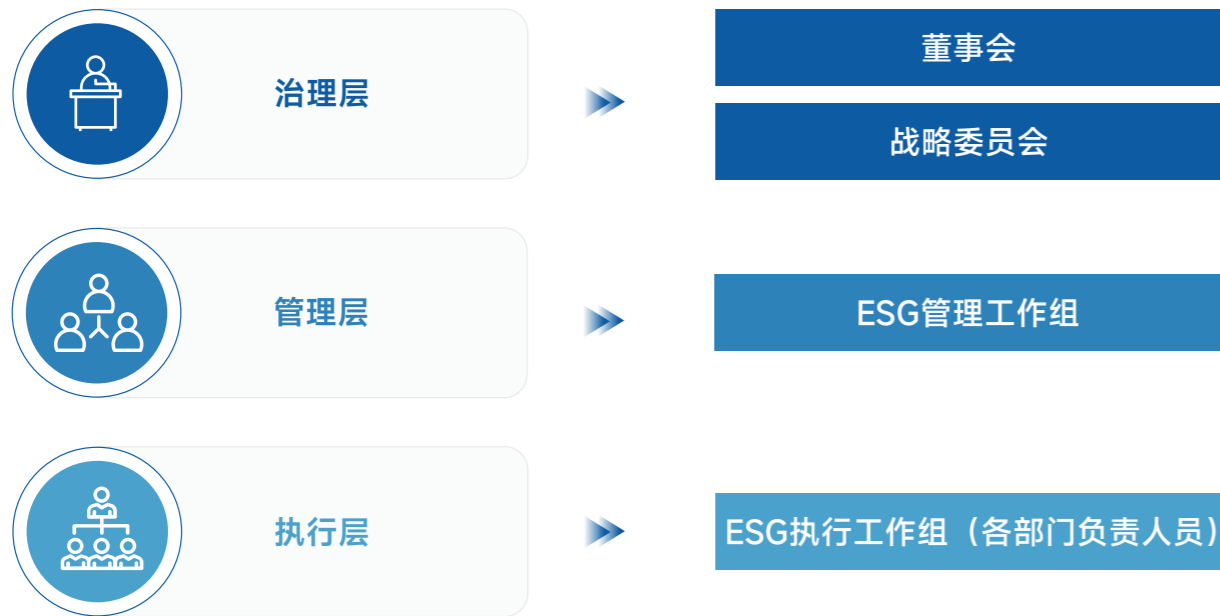 治理层
董事会
战略委员会
管理层
ESG管理工作组
执行层
ESG执行工作组（各部门负责人员）